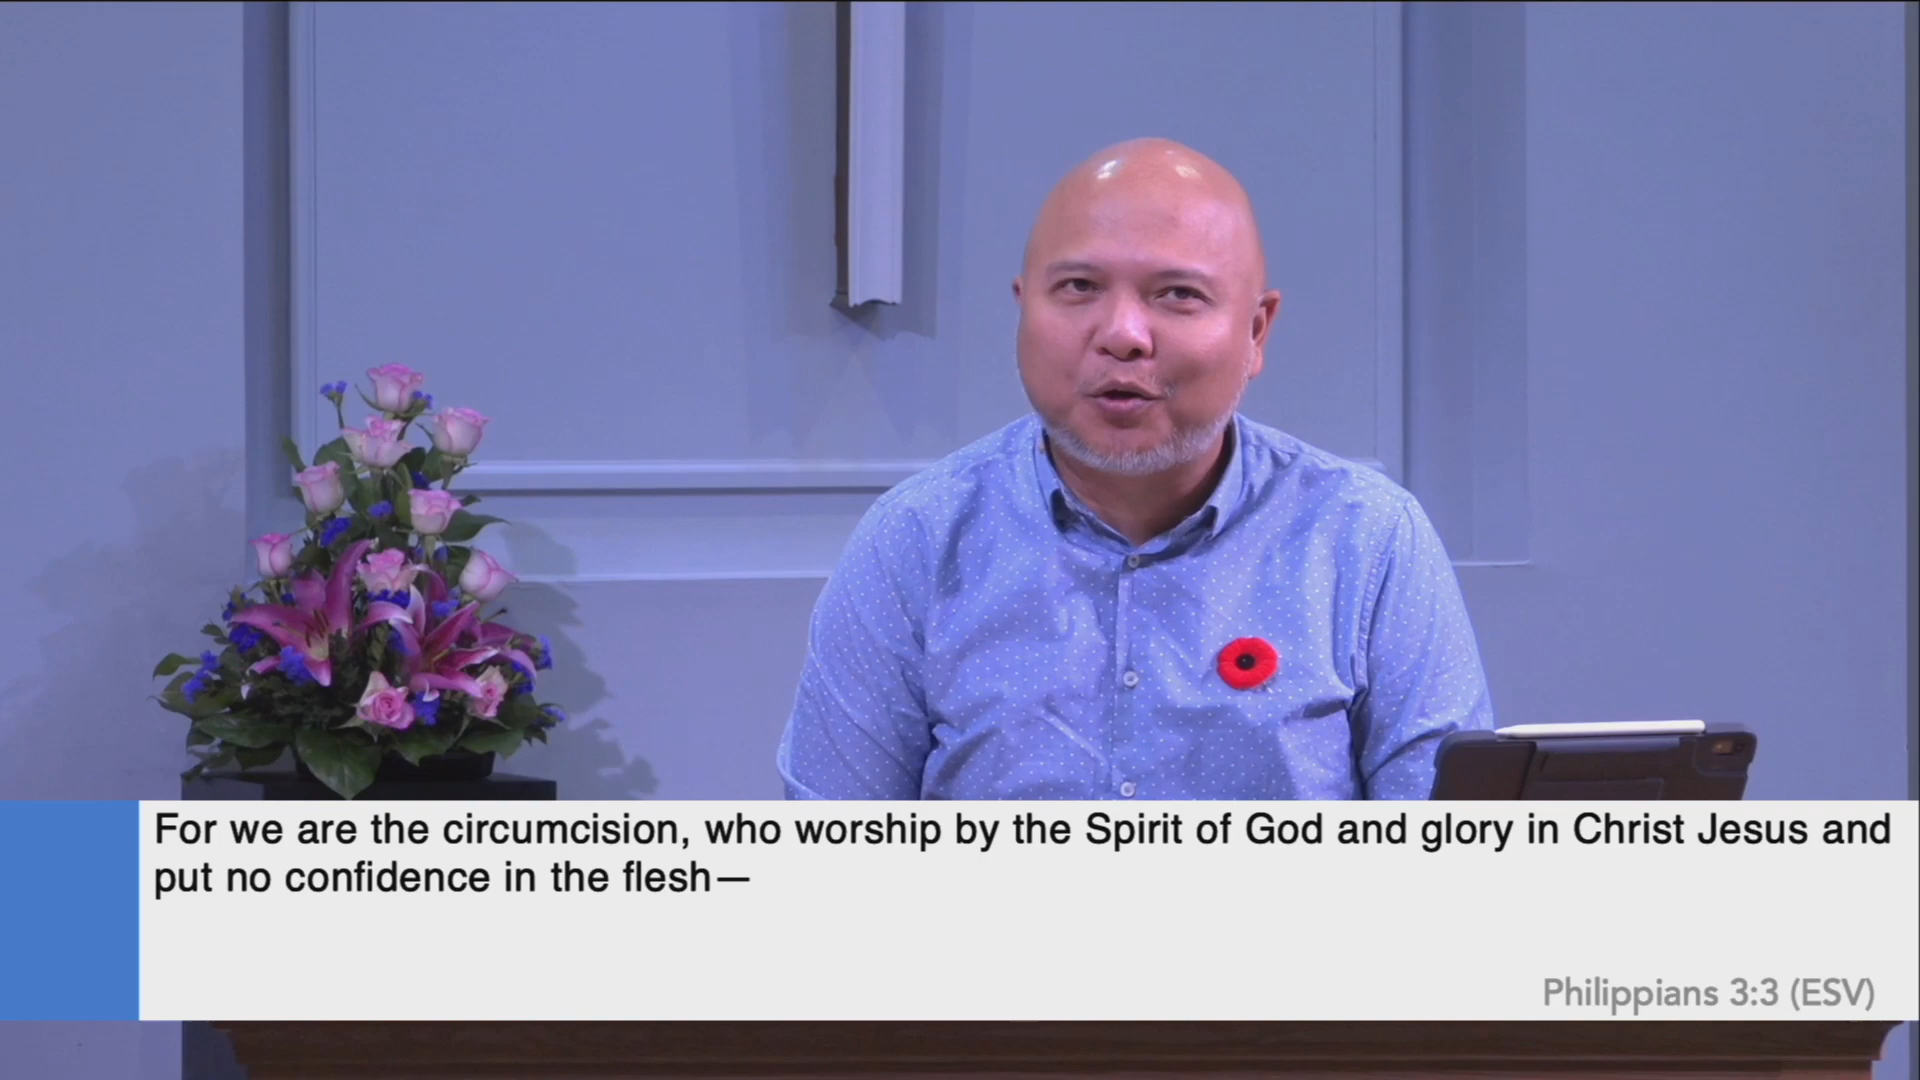 For we are the circumcision, who worship by the Spirit of God and glory in Christ Jesus and
put no confidence in the flesh—
Philippians 3:3 (ESV)